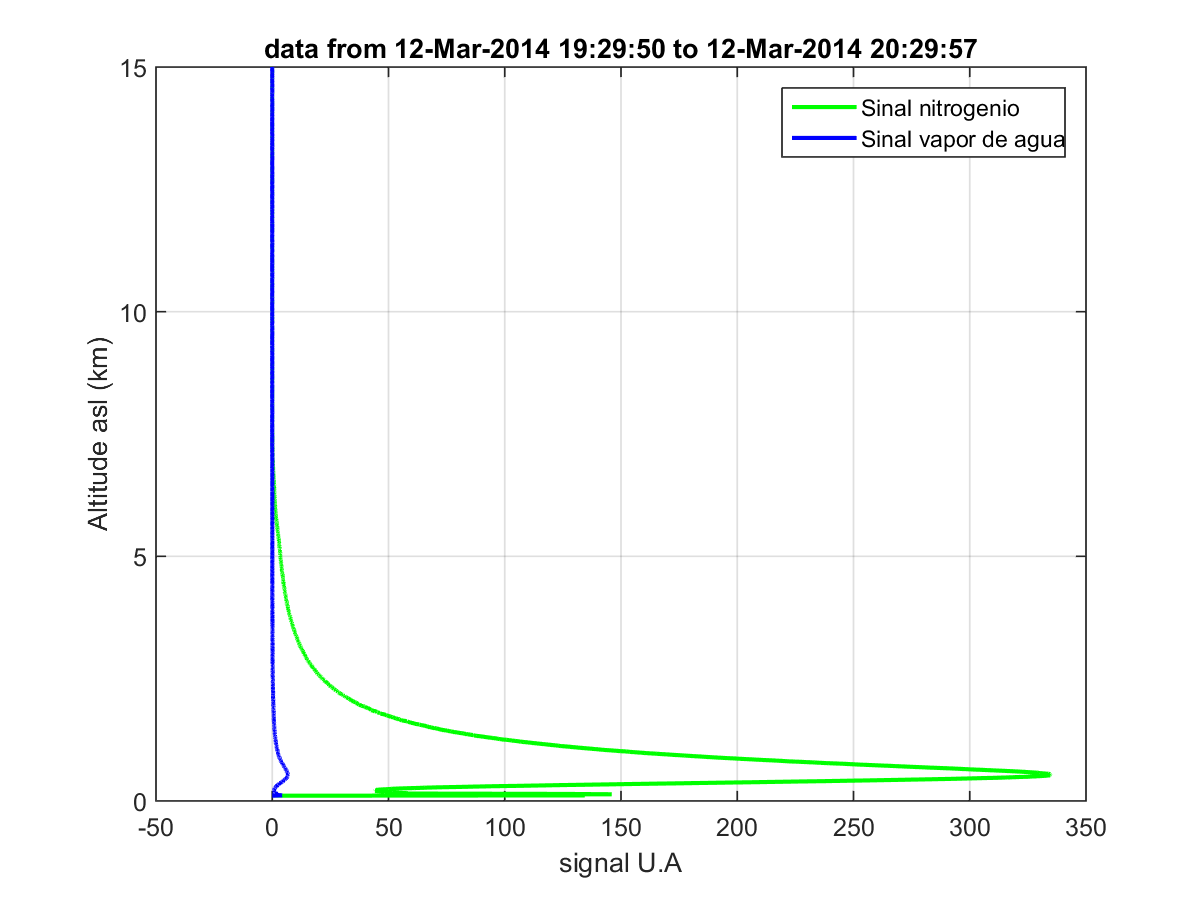 data from 12-Mar-2014 19:29:50 to 12-Mar-2014 20:29:57
Sinal nitrogenio
Sinal vapor de agua
15
10
5
0
Altitude asl (km)
-50 0 50 100 150 200 250 300 350
signal U.A